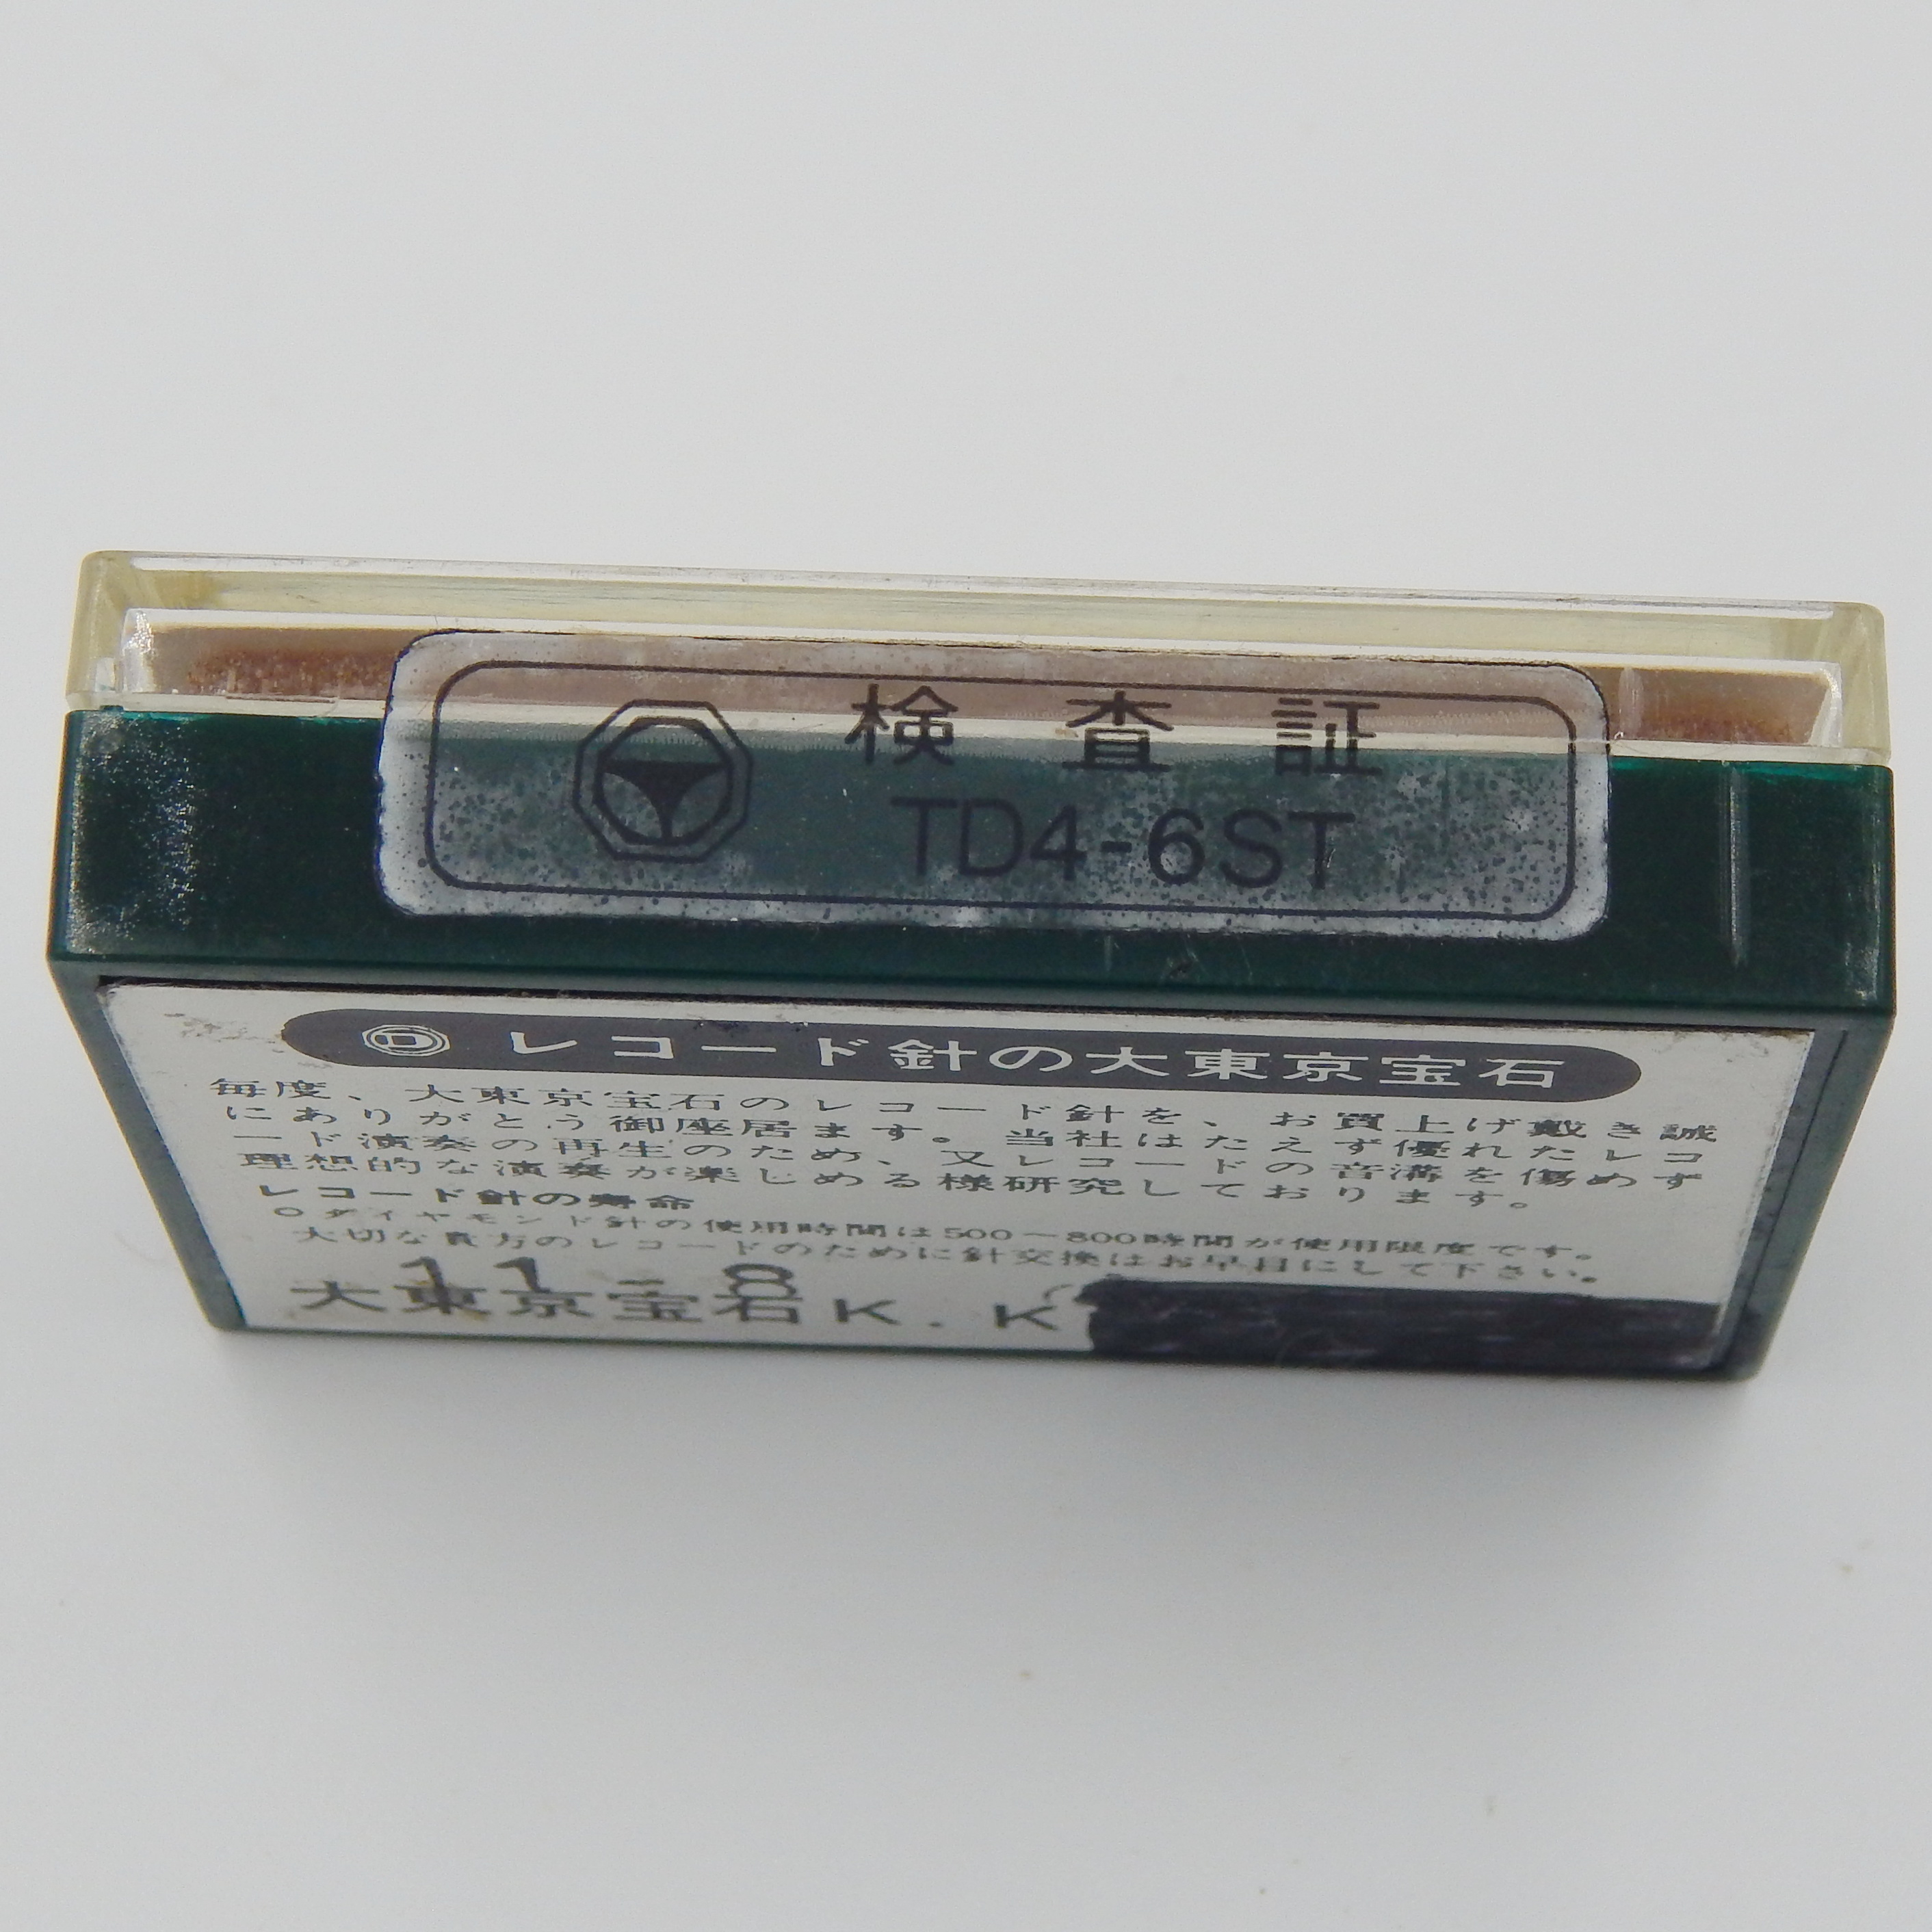 検査証
TD4-6ST
レコード針の大東京宝石
毎度、大東京宝石のレコード針を、お買上げ戴き誠
にありがとう御座居ます。当社はたえず優れたレコ
ード演奏の再生のため、又レコードの音溝を傷めず
理想的な演奏が楽しめる様研究しております。
レコード針の寿命
○ダイヤモンド針の使用時間は500〜800時間が使用限度です。
大切な貴方のレコードのために針交換はお早目にして下さい。
11-8
大東京宝石K.K